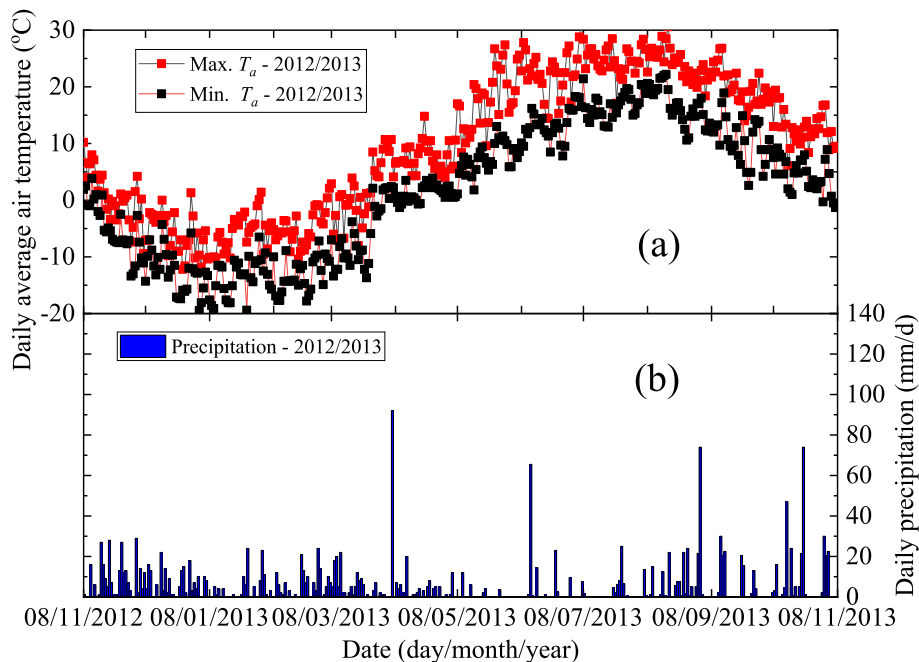 Daily average air temperature (ºC)
30
20
10
0
-10
-20
Max. Ta - 2012/2013
Min. Ta - 2012/2013
(a)
Precipitation - 2012/2013
(b)
140
120
100
80
60
40
20
0
Daily precipitation (mm/d)
08/11/2012 08/01/2013 08/03/2013 08/05/2013 08/07/2013 08/09/2013 08/11/2013
Date (day/month/year)